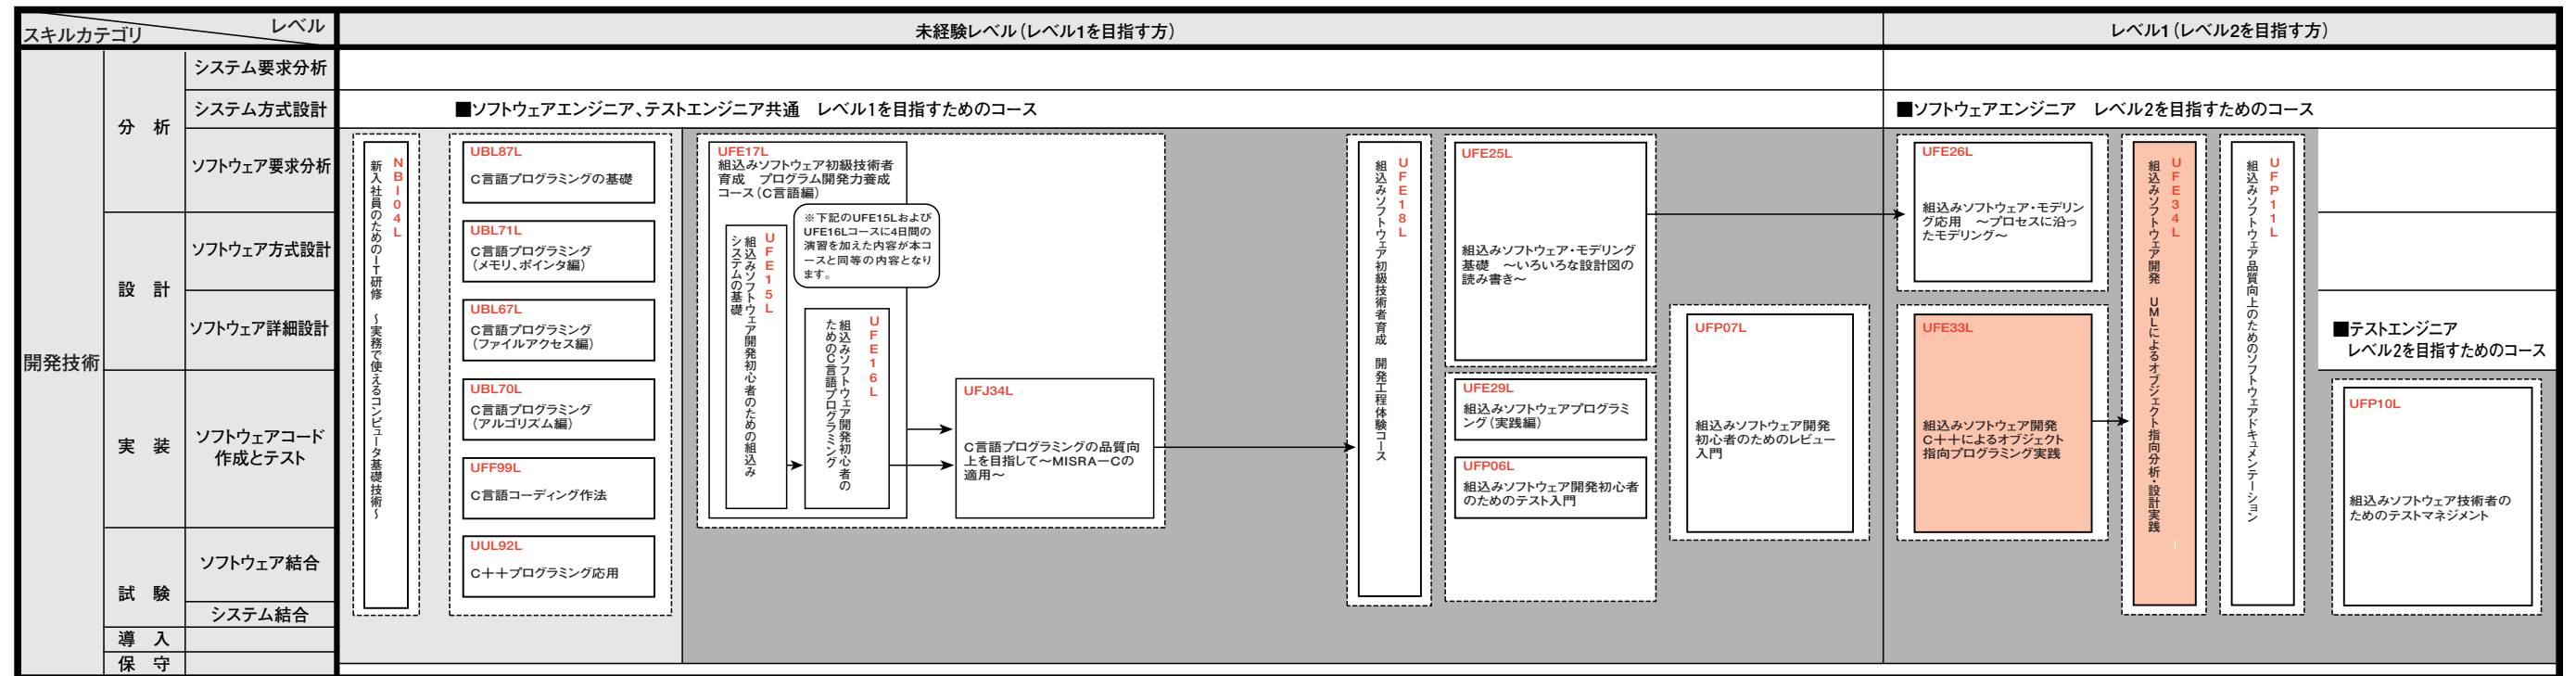 スキルカテゴリ
レベル
未経験レベル（レベル1を目指す方）
レベル1（レベル2を目指す方）
開発技術
分　析
システム要求分析
システム方式設計
ソフトウェア要求分析
設　計
ソフトウェア方式設計
ソフトウェア詳細設計
実　装
ソフトウェアコード
作成とテスト
試　験
ソフトウェア結合
システム結合
導　入
保　守
■ソフトウェアエンジニア、テストエンジニア共通　レベル1を目指すためのコース
NBI04L
新入社員のためのIT研修　～実務で使えるコンピュータ基礎技術～
UBL87L
C言語プログラミングの基礎
UBL71L
C言語プログラミング
（メモリ、ポインタ編）
UBL67L
C言語プログラミング
（ファイルアクセス編）
UBL70L
C言語プログラミング
（アルゴリズム編）
UFF99L
C言語コーディング作法
UUL92L
C＋＋プログラミング応用
UFE17L
組込みソフトウェア初級技術者
育成　プログラム開発力養成
コース（C言語編）
※下記のUFE15Lおよび
UFE16Lコースに4日間の
演習を加えた内容が本コ
ースと同等の内容となり
ます。
UFE15L
組込みソフトウェア開発初心者のための組込み
システムの基礎
UFE16L
組込みソフトウェア開発初心者の
ためのC言語プログラミング
UFJ34L
C言語プログラミングの品質向
上を目指して～MISRA－Cの
適用～
UFE18L
組込みソフトウェア初級技術者育成　開発工程体験コース
UFE25L
組込みソフトウェア・モデリング
基礎　～いろいろな設計図の
読み書き～
UFE29L
組込みソフトウェアプログラミ
ング（実践編）
UFP06L
組込みソフトウェア開発初心者
のためのテスト入門
UFP07L
組込みソフトウェア開発
初心者のためのレビュー
入門
■ソフトウェアエンジニア　レベル2を目指すためのコース
UFE26L
組込みソフトウェア・モデリン
グ応用　～プロセスに沿っ
たモデリング～
UFE33L
組込みソフトウェア開発
C＋＋によるオブジェクト
指向プログラミング実践
UFE34L
組込みソフトウェア開発　UMLによるオブジェクト指向分析・設計実践
UFP11L
組込みソフトウェア品質向上のためのソフトウェアドキュメンテーション
■テストエンジニア
レベル2を目指すためのコース
UFP10L
組込みソフトウェア技術者の
ためのテストマネジメント